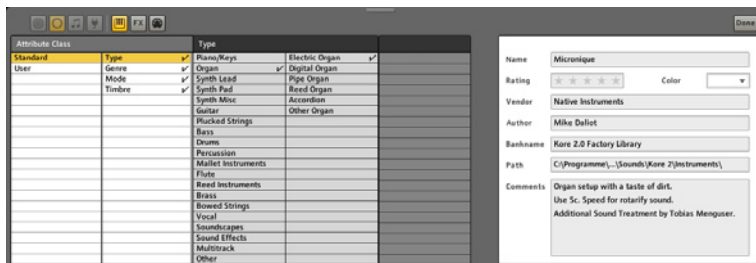 FX
Done
Attribute Class
Type
Standard
User
Type
Genre
Mode
Timbre
Piano/Keys
Organ
Synth Lead
Synth Pad
Synth Misc
Guitar
Plucked Strings
Bass
Drums
Percussion
Mallet Instruments
Flute
Reed Instruments
Brass
Bowed Strings
Vocal
Soundscapes
Sound Effects
Multitrack
Other
Electric Organ
Digital Organ
Pipe Organ
Reed Organ
Accordion
Other Organ
Name Micronique
Rating Color
Vendor Native Instruments
Author Mike Daliot
Bankname Kore 2.0 Factory Library
Path C:\Programme\...\Sounds\Kore 2\Instruments\
Comments Organ setup with a taste of dirt.
Use Sc. Speed for rotarify sound.
Additional Sound Treatment by Tobias Menguser.